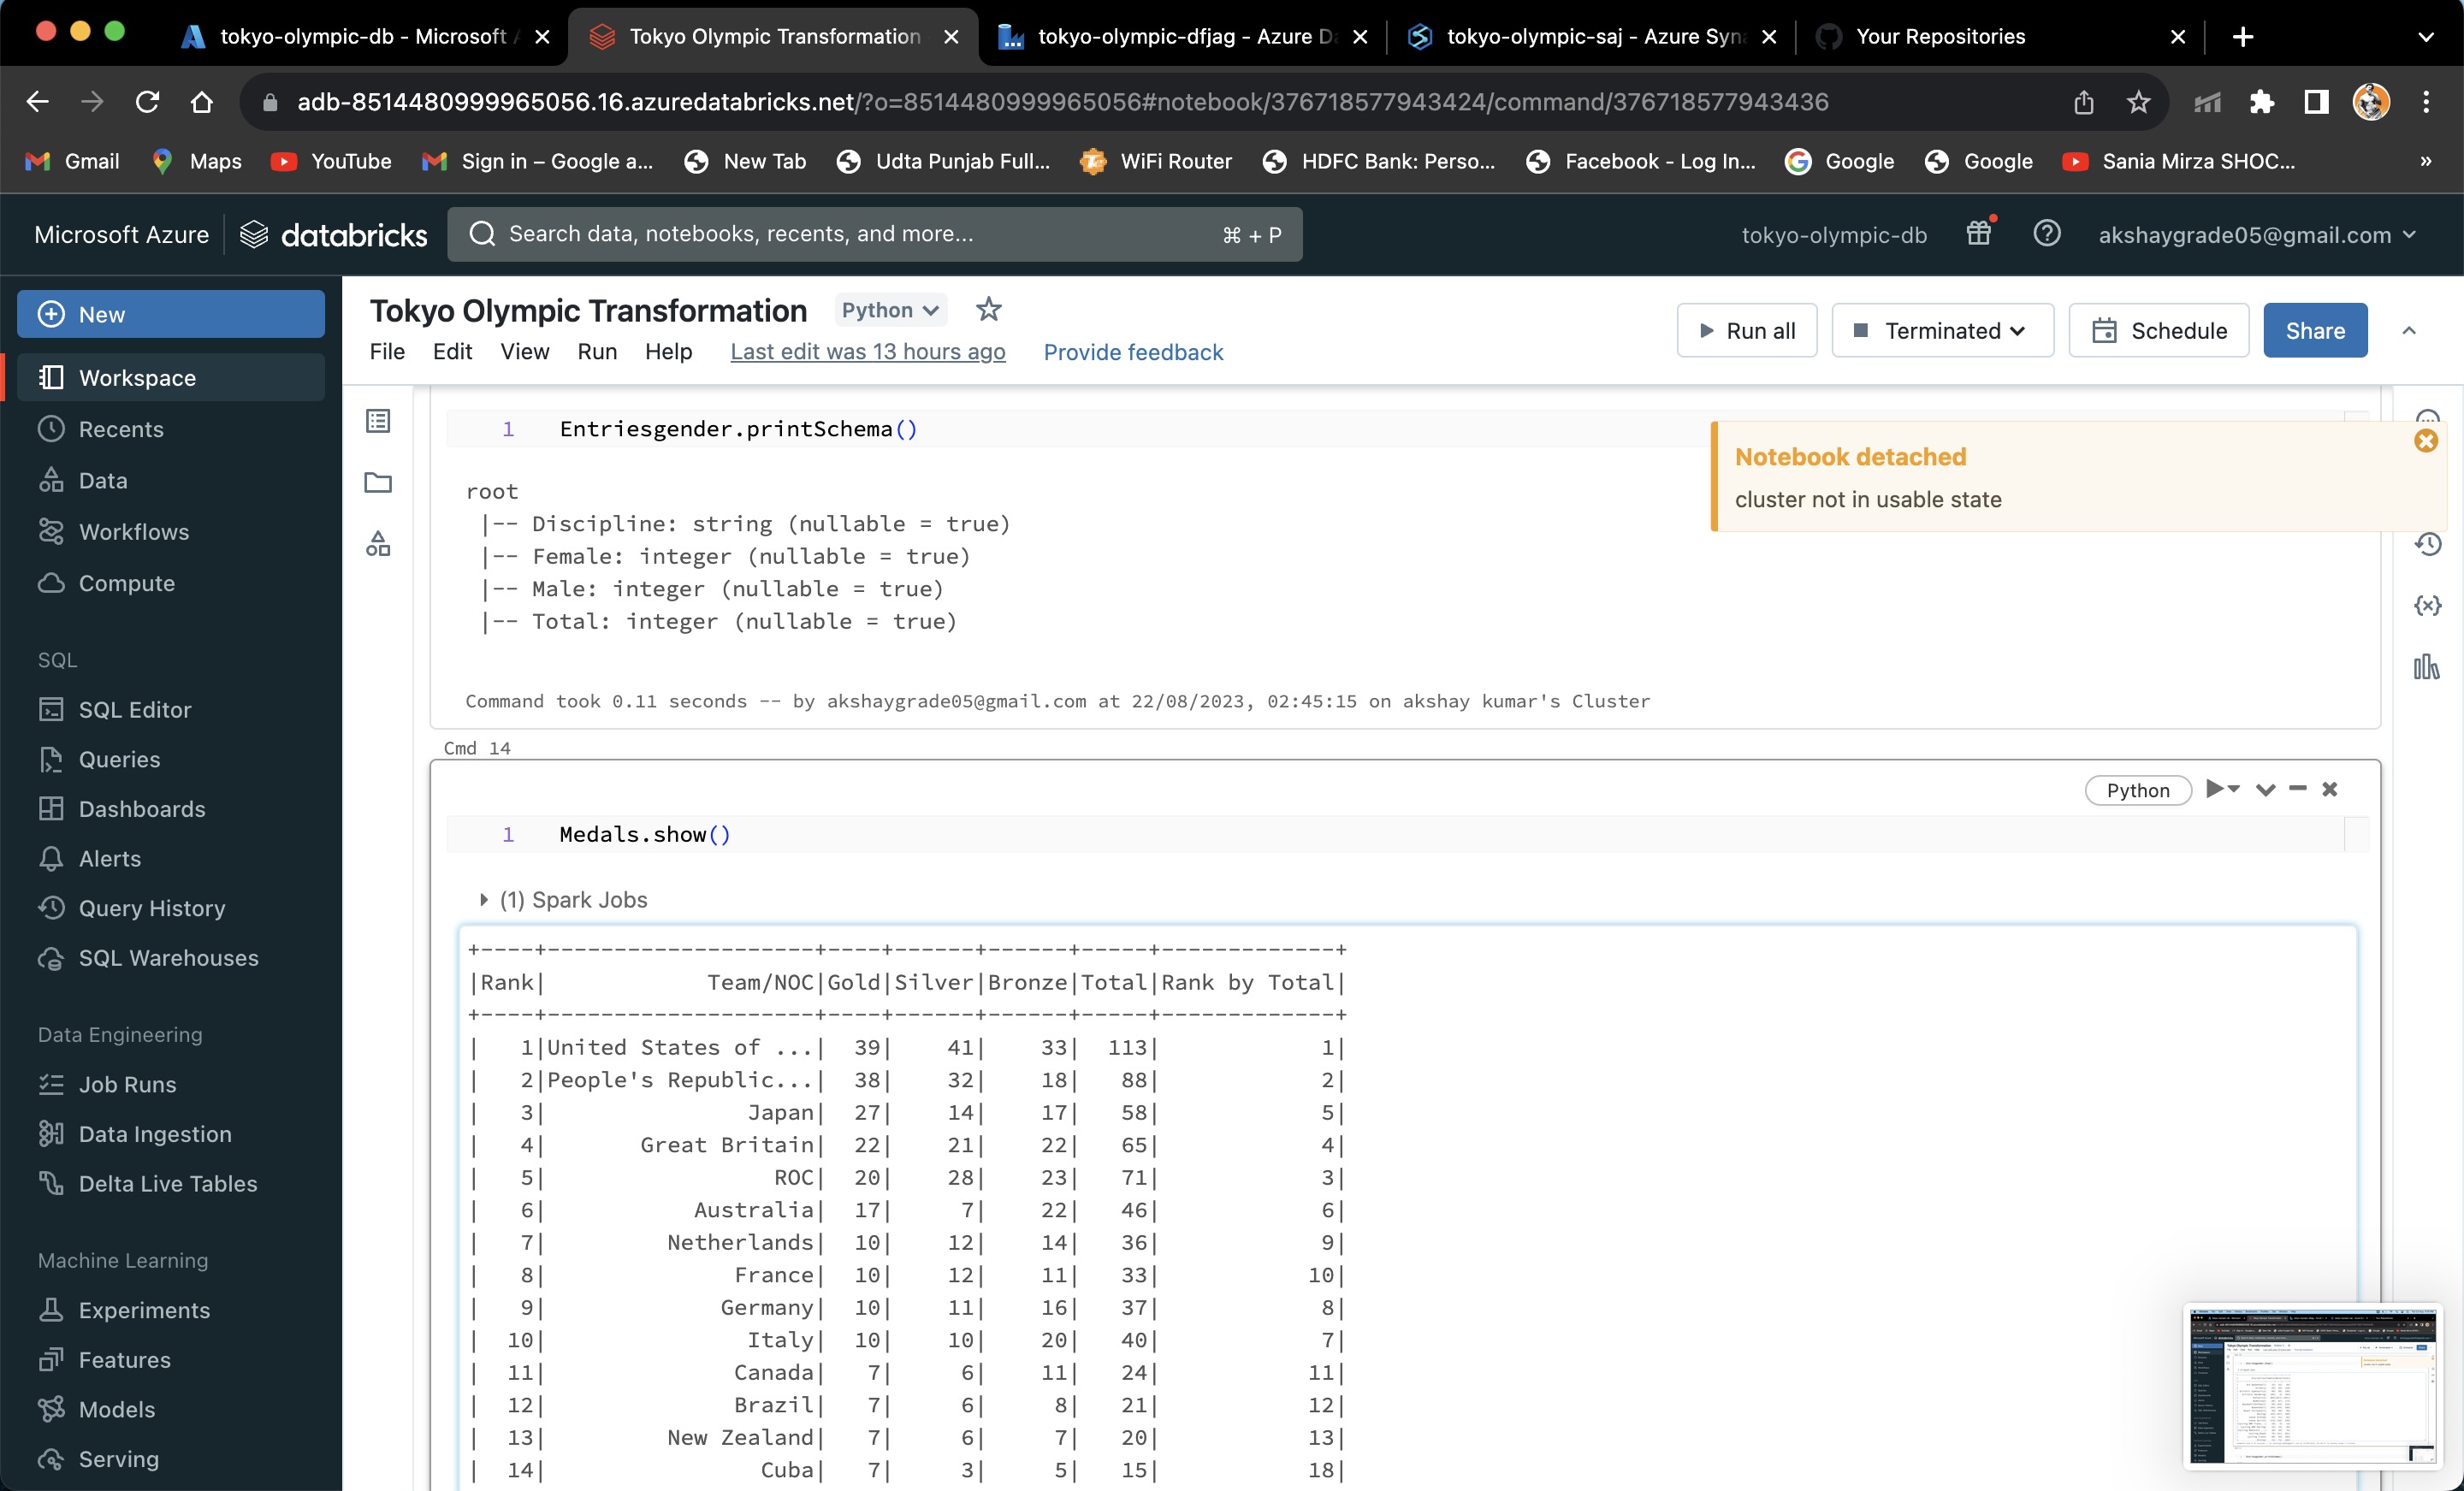 tokyo-olympic-db - Microsoft A
Tokyo Olympic Transformation
tokyo-olympic-dfjag - Azure Da
tokyo-olympic-saj - Azure Syna
Your Repositories
adb-8514480999965056.16.azuredatabricks.net/?o=8514480999965056#notebook/376718577943424/command/376718577943436
Gmail
Maps
YouTube
Sign in – Google a...
New Tab
Udta Punjab Full...
WiFi Router
HDFC Bank: Perso...
Facebook - Log In...
Google
Google
Sania Mirza SHOC...
»
Microsoft Azure
databricks
Search data, notebooks, recents, and more...
⌘ + P
tokyo-olympic-db
akshaygrade05@gmail.com
New
Workspace
Recents
Data
Workflows
Compute
SQL
SQL Editor
Queries
Dashboards
Alerts
Query History
SQL Warehouses
Data Engineering
Job Runs
Data Ingestion
Delta Live Tables
Machine Learning
Experiments
Features
Models
Serving
Tokyo Olympic Transformation
Python
File Edit View Run Help Last edit was 13 hours ago Provide feedback
Run all
Terminated
Schedule
Share
1 Entriesgender.printSchema()
Notebook detached
cluster not in usable state
root
|-- Discipline: string (nullable = true)
|-- Female: integer (nullable = true)
|-- Male: integer (nullable = true)
|-- Total: integer (nullable = true)
Command took 0.11 seconds -- by akshaygrade05@gmail.com at 22/08/2023, 02:45:15 on akshay kumar's Cluster
Cmd 14
Python
1 Medals.show()
(1) Spark Jobs
+----+--------------------+----+------+------+-----+-------------+
|Rank|            Team/NOC|Gold|Silver|Bronze|Total|Rank by Total|
+----+--------------------+----+------+------+-----+-------------+
|   1|United States of ...|  39|    41|    33|  113|            1|
|   2|People's Republic...|  38|    32|    18|   88|            2|
|   3|               Japan|  27|    14|    17|   58|            5|
|   4|       Great Britain|  22|    21|    22|   65|            4|
|   5|                 ROC|  20|    28|    23|   71|            3|
|   6|           Australia|  17|     7|    22|   46|            6|
|   7|         Netherlands|  10|    12|    14|   36|            9|
|   8|              France|  10|    12|    11|   33|           10|
|   9|             Germany|  10|    11|    16|   37|            8|
|  10|               Italy|  10|    10|    20|   40|            7|
|  11|              Canada|   7|     6|    11|   24|           11|
|  12|              Brazil|   7|     6|     8|   21|           12|
|  13|         New Zealand|   7|     6|     7|   20|           13|
|  14|                Cuba|   7|     3|     5|   15|           18|